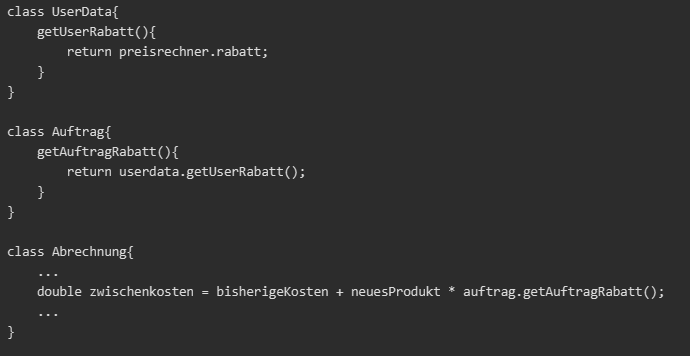 class UserData{
    getUserRabatt(){
        return preisrechner.rabatt;
    }
}

class Auftrag{
    getAuftragRabatt(){
        return userdata.getUserRabatt();
    }
}

class Abrechnung{
    ...
    double zwischenkosten = bisherigeKosten + neuesProdukt * auftrag.getAuftragRabatt();
    ...
}